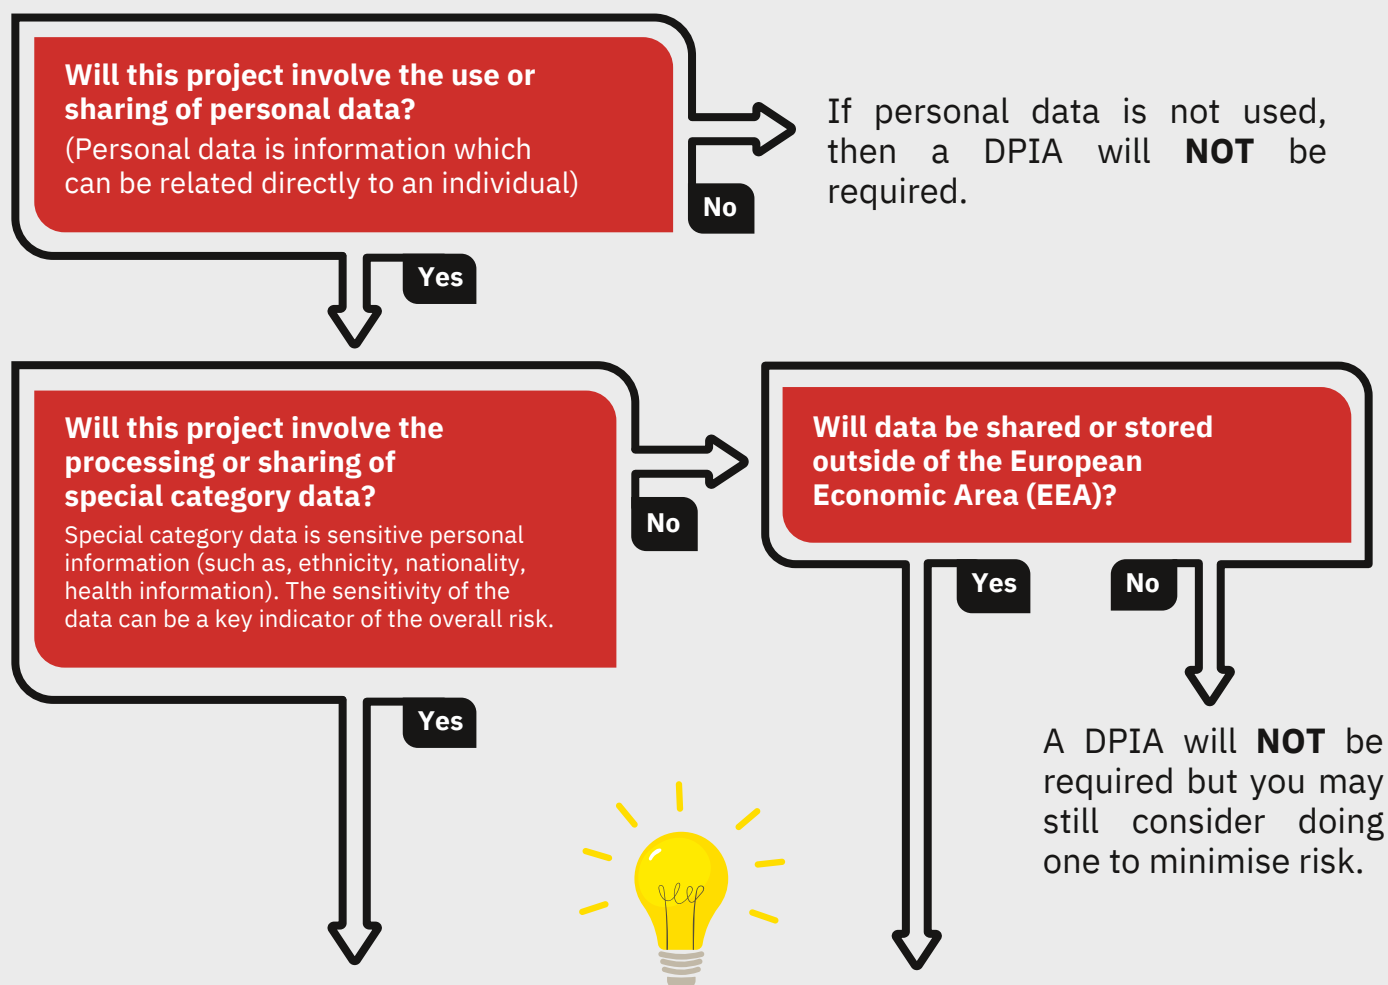 Will this project involve the use or
sharing of personal data?
(Personal data is information which
can be related directly to an individual)
If personal data is not used,
then a DPIA will NOT be
required.
No
Yes
Will this project involve the
processing or sharing of
special category data?
Special category data is sensitive personal
information (such as, ethnicity, nationality,
health information). The sensitivity of the
data can be a key indicator of the overall risk.
No
Yes
Will data be shared or stored
outside of the European
Economic Area (EEA)?
Yes
No
A DPIA will NOT be
required but you may
still consider doing
one to minimise risk.